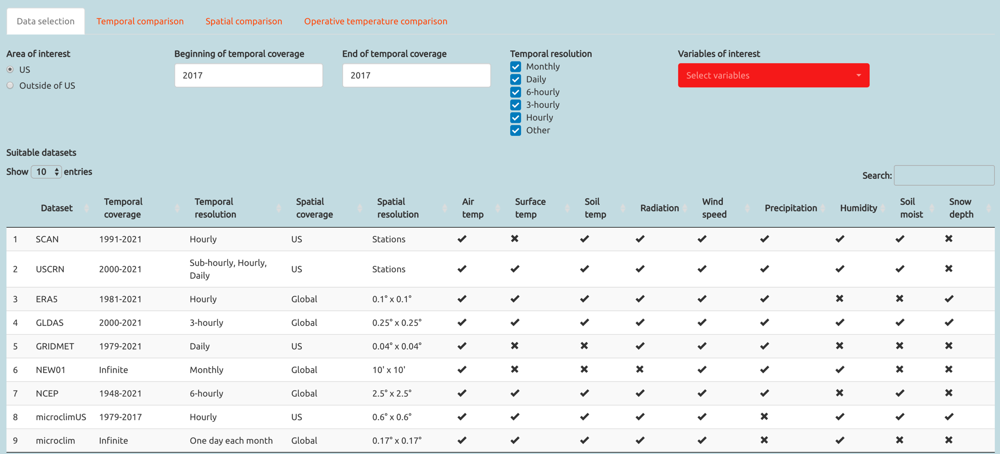 Data selection Temporal comparison Spatial comparison Operative temperature comparison
Area of interest Beginning of temporal coverage End of temporal coverage Temporal resolution Variables of interest
US 2017 2017 Monthly Select variables
Outside of US Daily
6-hourly
3-hourly
Hourly
Other
Suitable datasets
Show 10 entries Search:
Dataset Temporal coverage Temporal resolution Spatial coverage Spatial resolution Air temp Surface temp Soil temp Radiation Wind speed Precipitation Humidity Soil moist Snow depth
1 SCAN 1991-2021 Hourly US Stations ✔ ✖ ✔ ✔ ✔ ✔ ✔ ✔ ✖
2 USCRN 2000-2021 Sub-hourly, Hourly, Daily US Stations ✔ ✔ ✔ ✔ ✔ ✔ ✔ ✔ ✖
3 ERA5 1981-2021 Hourly Global 0.1° x 0.1° ✔ ✔ ✔ ✔ ✔ ✔ ✖ ✖ ✔
4 GLDAS 2000-2021 3-hourly Global 0.25° x 0.25° ✔ ✔ ✔ ✔ ✔ ✔ ✔ ✔ ✔
5 GRIDMET 1979-2021 Daily US 0.04° x 0.04° ✔ ✖ ✖ ✔ ✔ ✔ ✖ ✖ ✖
6 NEW01 Infinite Monthly Global 10' x 10' ✔ ✖ ✖ ✖ ✔ ✔ ✔ ✖ ✖
7 NCEP 1948-2021 6-hourly Global 2.5° x 2.5° ✔ ✔ ✔ ✔ ✔ ✔ ✖ ✔ ✖
8 microclimUS 1979-2017 Hourly US 0.6° x 0.6° ✔ ✔ ✔ ✔ ✔ ✖ ✔ ✔ ✔
9 microclim Infinite One day each month Global 0.17° x 0.17° ✔ ✔ ✔ ✔ ✔ ✖ ✔ ✖ ✖